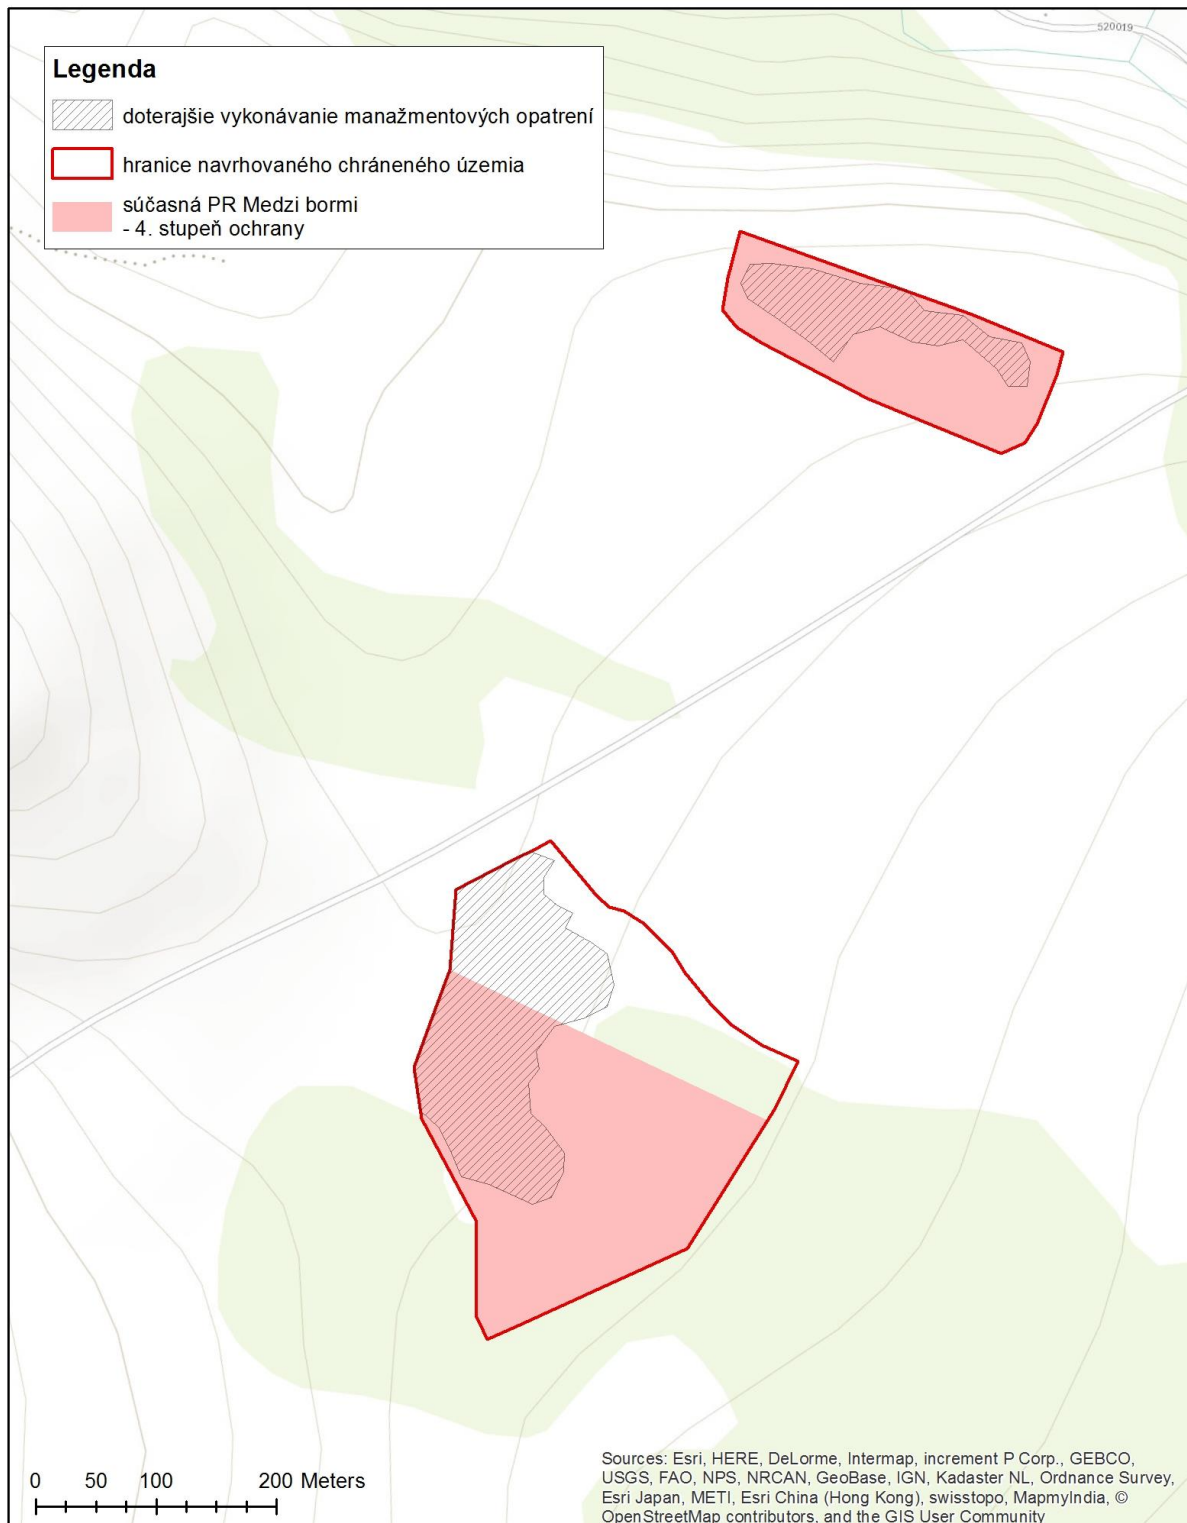 520019
Legenda
doterajšie vykonávanie manažmentových opatrení
hranice navrhovaného chráneného územia
súčasná PR Medzi bormi
- 4. stupeň ochrany
0 50 100 200 Meters
Sources: Esri, HERE, DeLorme, Intermap, increment P Corp., GEBCO,
USGS, FAO, NPS, NRCAN, GeoBase, IGN, Kadaster NL, Ordnance Survey,
Esri Japan, METI, Esri China (Hong Kong), swisstopo, MapmyIndia, ©
OpenStreetMap contributors, and the GIS User Community